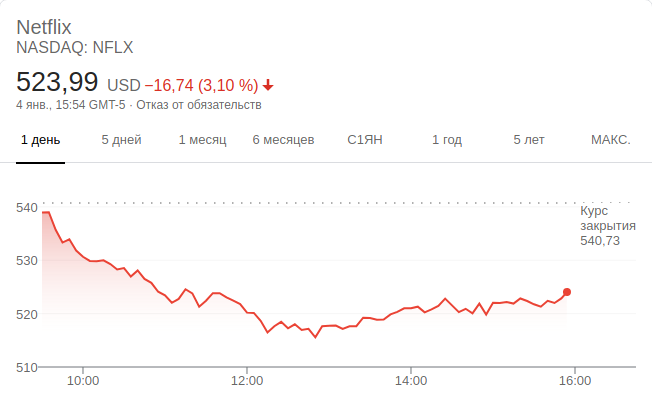 Netflix
NASDAQ: NFLX
523,99 USD −16,74 (3,10 %)
4 янв., 15:54 GMT-5 · Отказ от обязательств
1 день 5 дней 1 месяц 6 месяцев С1ЯН 1 год 5 лет МАКС.
540
Курс
закрытия
540,73
530
520
510
10:00 12:00 14:00 16:00